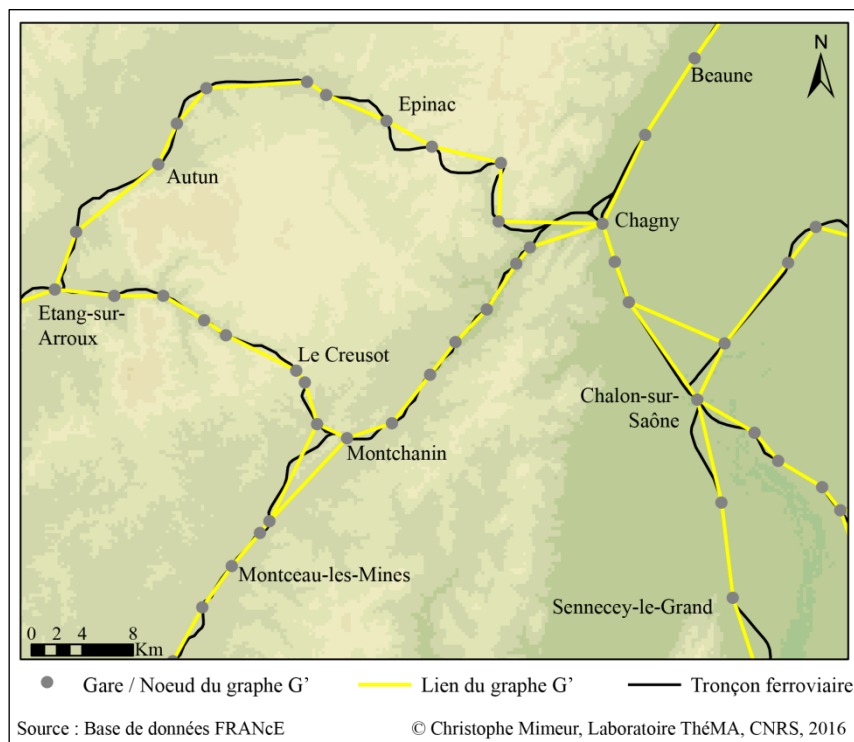 N
Beaune
Epinac
Autun
Chagny
Etang-sur-
Arroux
Le Creusot
Chalon-sur-
Saône
Montchanin
Montceau-les-Mines
Sennecey-le-Grand
0 2 4 8
Km
Gare / Noeud du graphe G’
Lien du graphe G’
Tronçon ferroviaire
Source : Base de données FRANcE
© Christophe Mimeur, Laboratoire ThéMA, CNRS, 2016